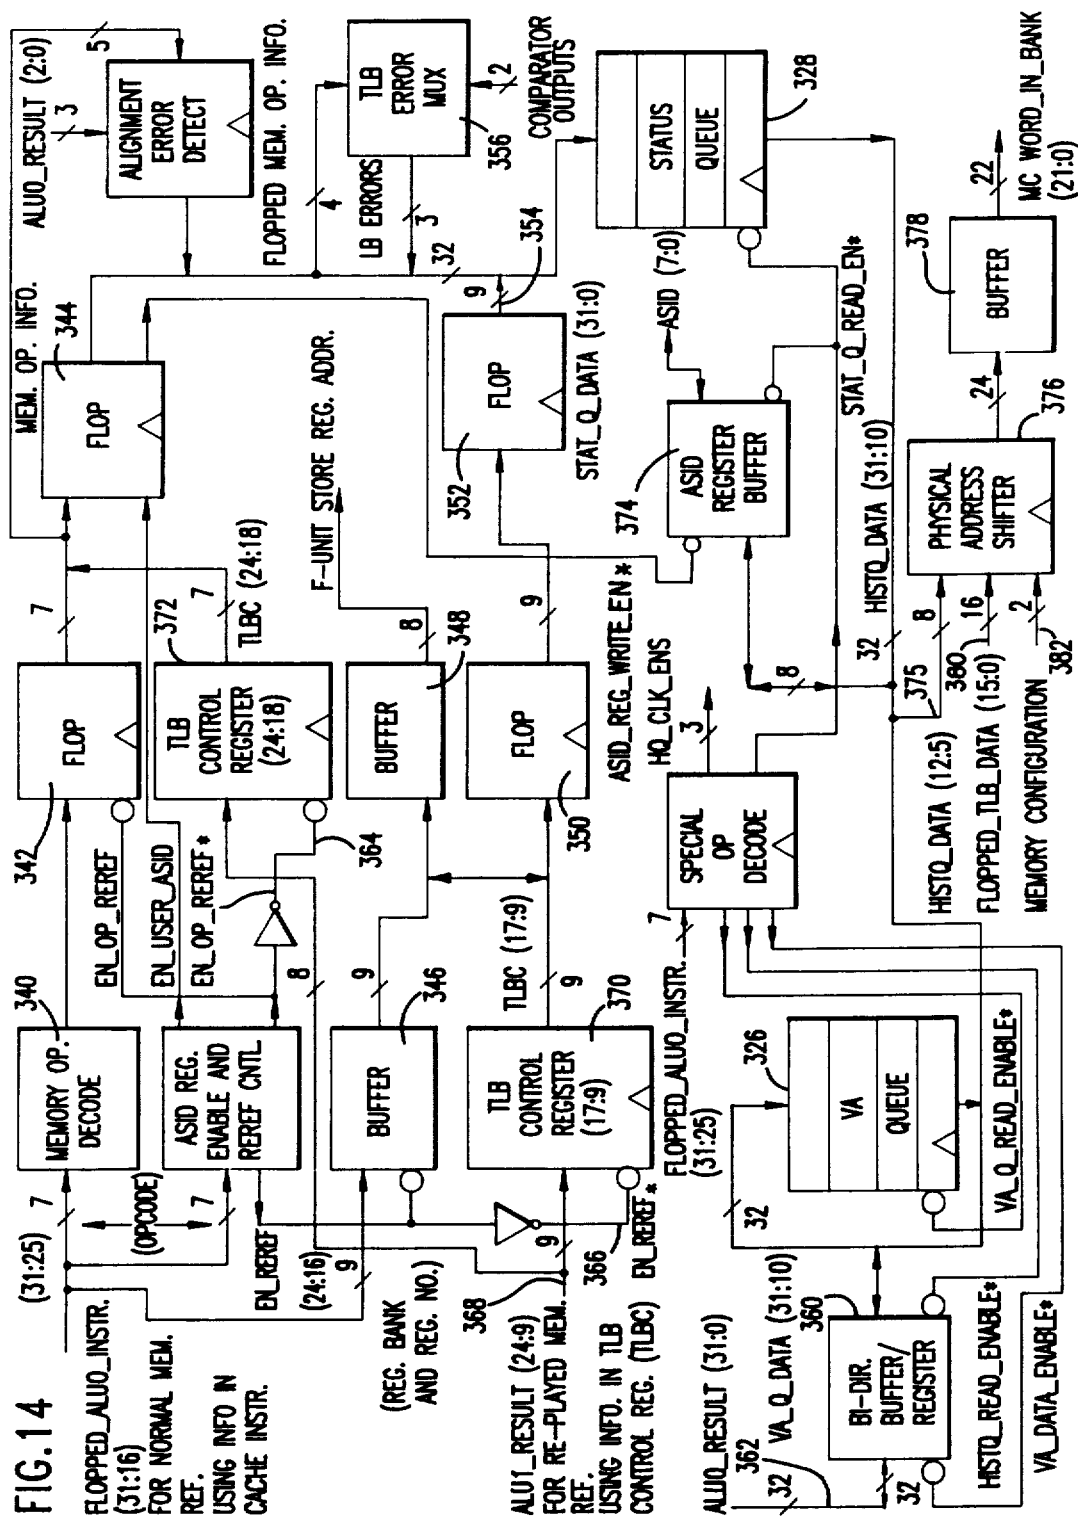 FIG.14
FLOPPED_ALUO_INSTR.
(31:16)
FOR NORMAL MEM.
REF.
USING INFO IN
CACHE INSTR.
(31:25)
7
(OPCODE)
7
MEMORY OP.
DECODE
340
ASID REG.
ENABLE AND
REREF CNTL
EN_REREF
(24:16)
9
(REG. BANK
AND REG. NO.)
BUFFER
346
9
8
EN_OP_REREF
EN_USER_ASID
EN_OP_REREF*
342
FLOP
7
TLB
CONTROL
REGISTER
(24:18)
372
364
7
TLBC (24:18)
MEM. OP. INFO.
344
FLOP
ALUO_RESULT (2:0)
3
5
ALIGNMENT
ERROR
DETECT
FLOPPED MEM. OP. INFO.
4
TLB
ERROR
MUX
356
LB ERRORS
3
2
COMPARATOR
OUTPUTS
32
BUFFER
348
8
F-UNIT STORE REG. ADDR.
ALU1_RESULT (24:9)
FOR RE-PLAYED MEM.
REF.
USING INFO. IN TLB
CONTROL REG. (TLBC)
368
9
366
EN_REREF*
TLB
CONTROL
REGISTER
(17:9)
370
TLBC (17:9)
9
FLOP
350
9
352
FLOP
9
354
STAT_Q_DATA (31:0)
STATUS
QUEUE
328
FLOPPED_ALUO_INSTR.
(31:25)
7
SPECIAL
OP
DECODE
3
HQ_CLK_ENS
ASID_REG_WRITE_EN*
374
ASID
REGISTER
BUFFER
ASID (7:0)
STAT_Q_READ_EN*
8
32
HISTQ_DATA (31:10)
ALUO_RESULT (31:0)
362
32
VA_Q_DATA (31:10)
360
BI-DIR.
BUFFER/
REGISTER
32
32
VA
QUEUE
326
VA_Q_READ_ENABLE*
HISTQ_READ_ENABLE*
VA_DATA_ENABLE*
HISTQ_DATA (12:5)
375
8
FLOPPED_TLB_DATA (15:0)
380
16
MEMORY CONFIGURATION
382
2
PHYSICAL
ADDRESS
SHIFTER
376
24
BUFFER
378
22
MC WORD_IN_BANK
(21:0)